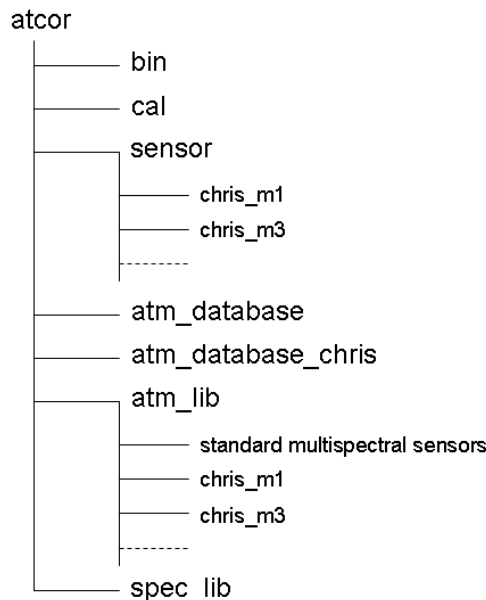 atcor
bin
cal
sensor
chris_m1
chris_m3
atm_database
atm_database_chris
atm_lib
standard multispectral sensors
chris_m1
chris_m3
spec_lib